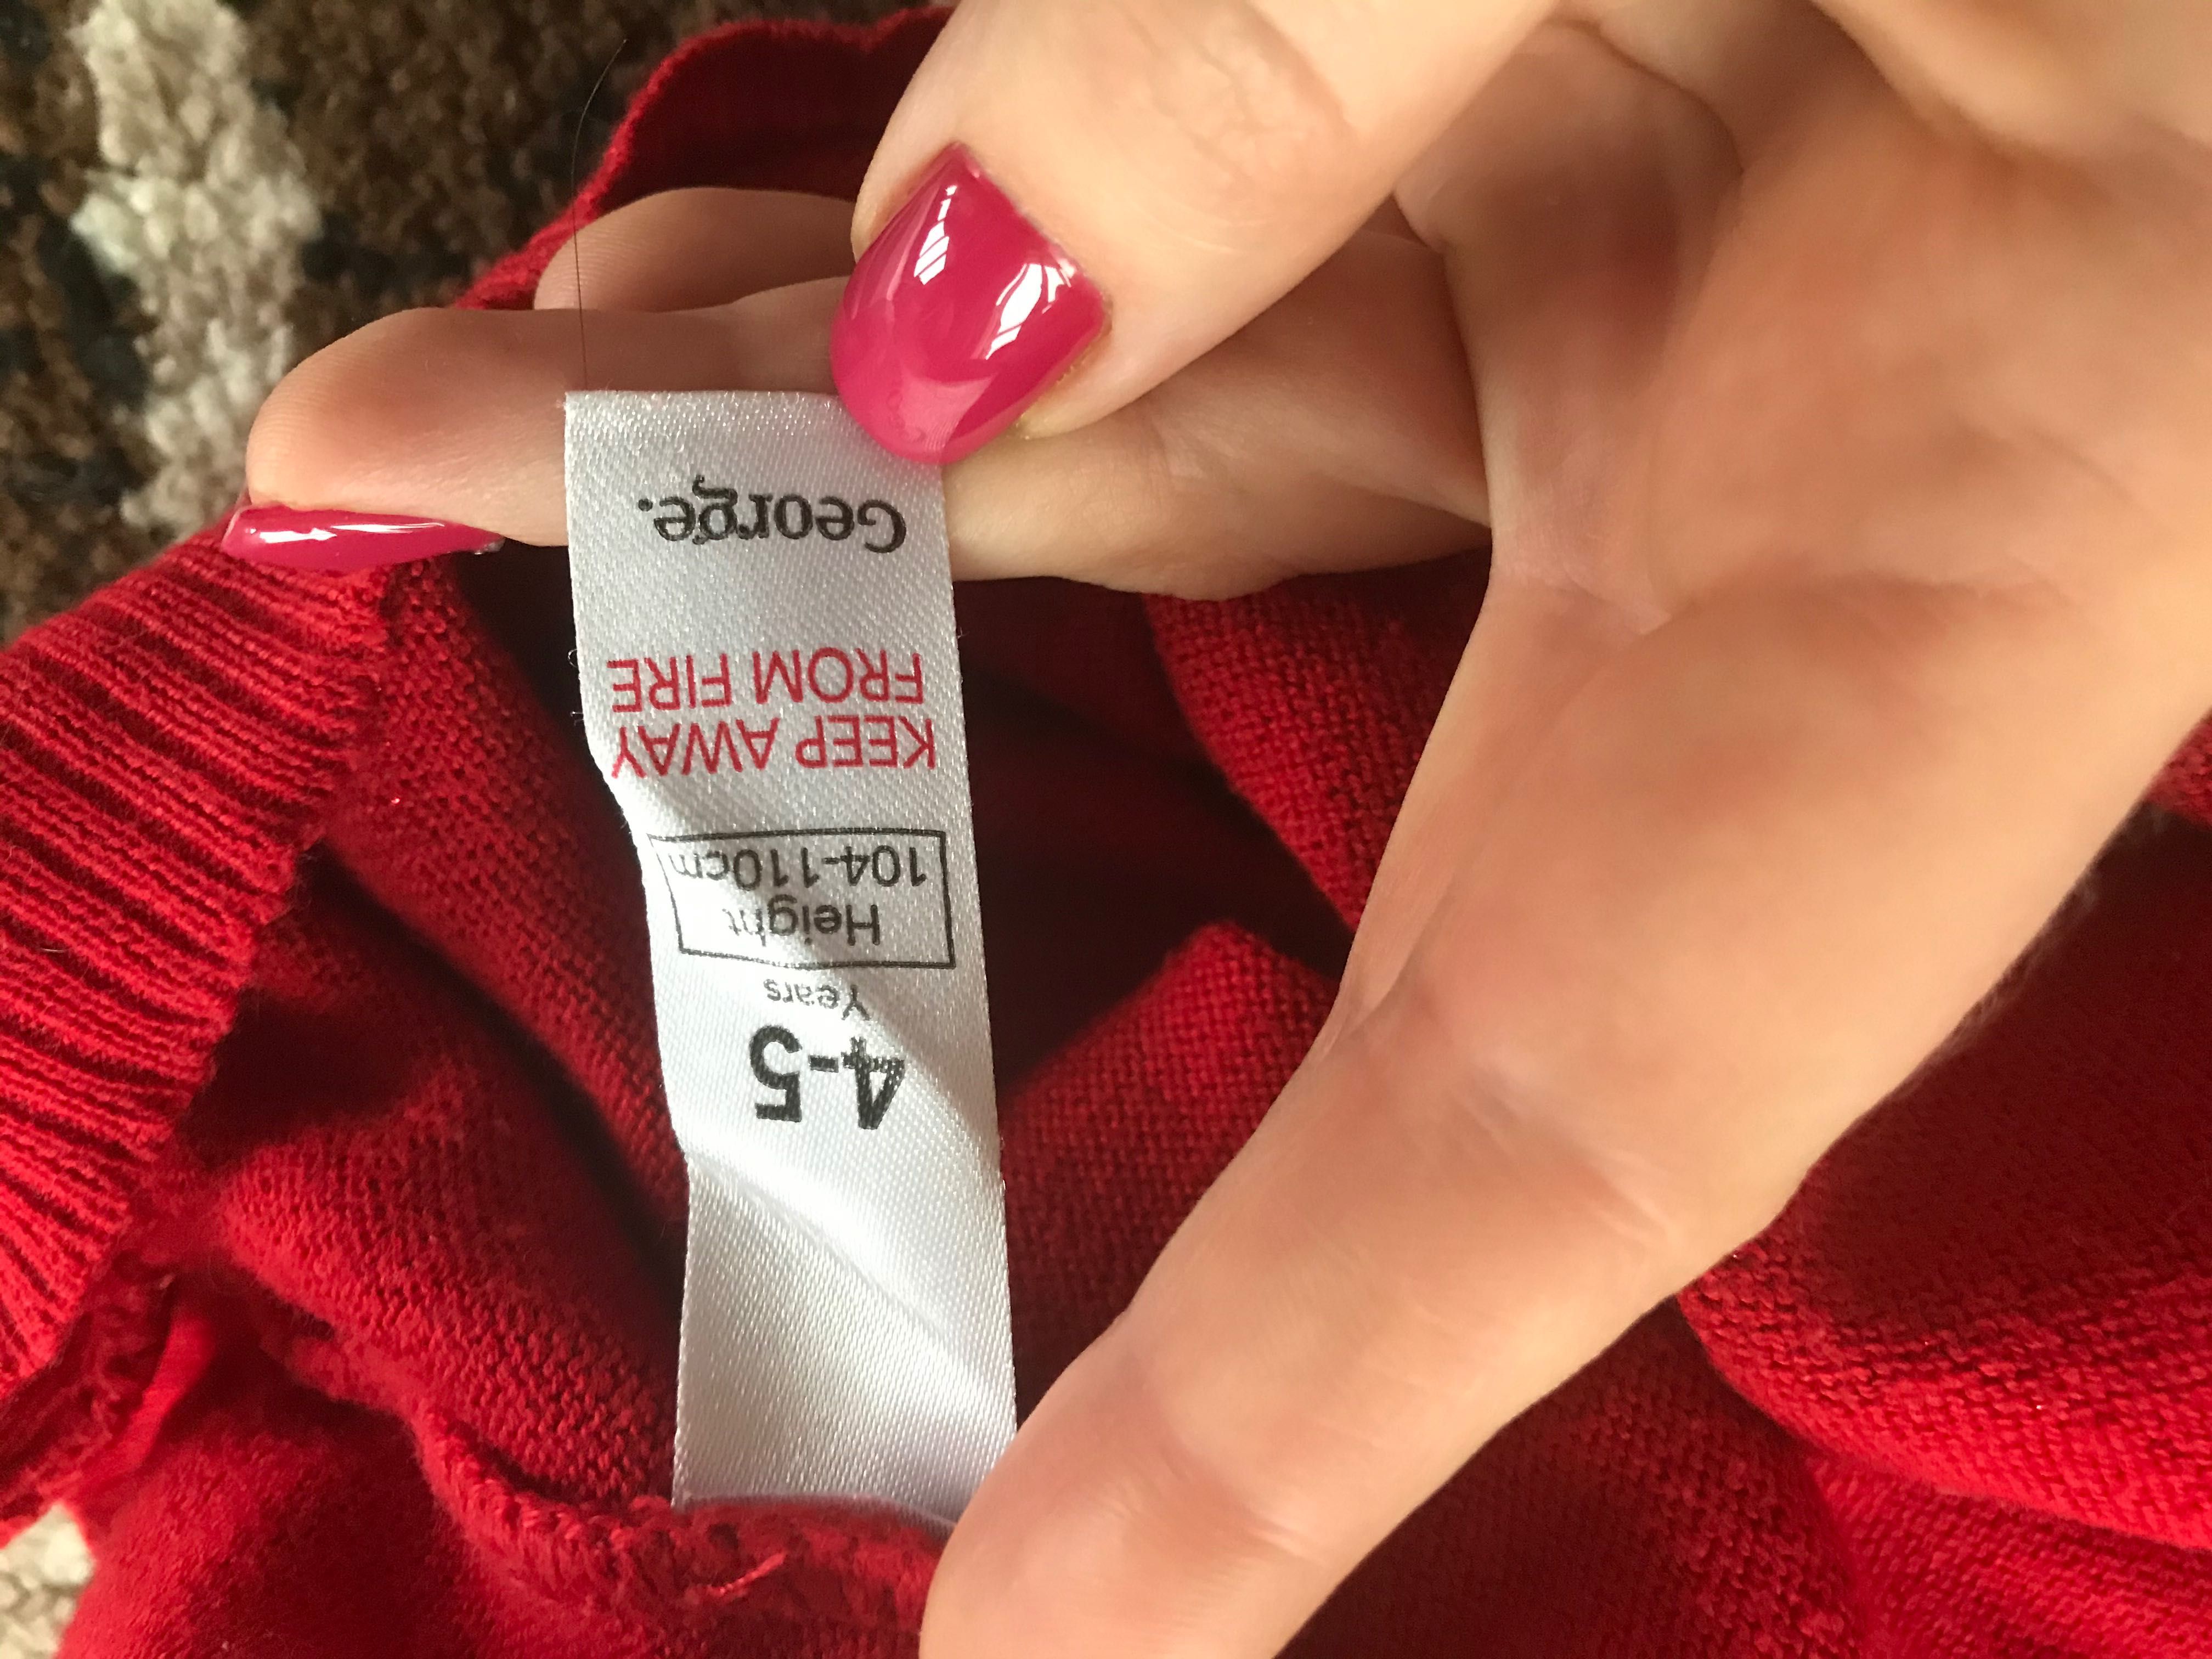 4-5
Years
Height
104-110cm
KEEP AWAY
FROM FIRE
George.